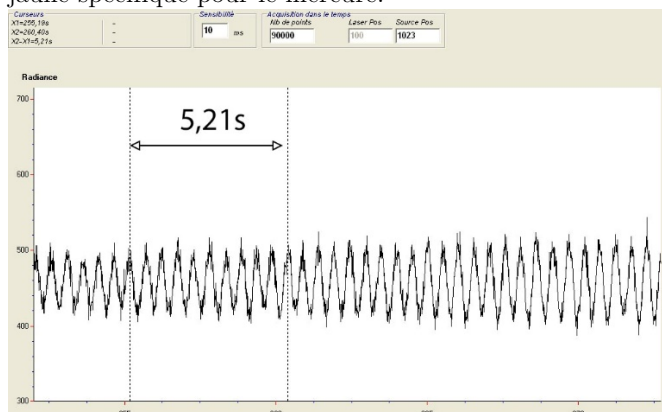 jaune spécifique pour le mercure.
Curseurs
X1=255,19s -
X2=260,40s -
X2-X1=5,21s -
Sensibilité
10 ms
Acquisition dans le temps
Nb de points Laser Pos Source Pos
90000 100 1023
Radiance
700
5,21s
600
500
400
300